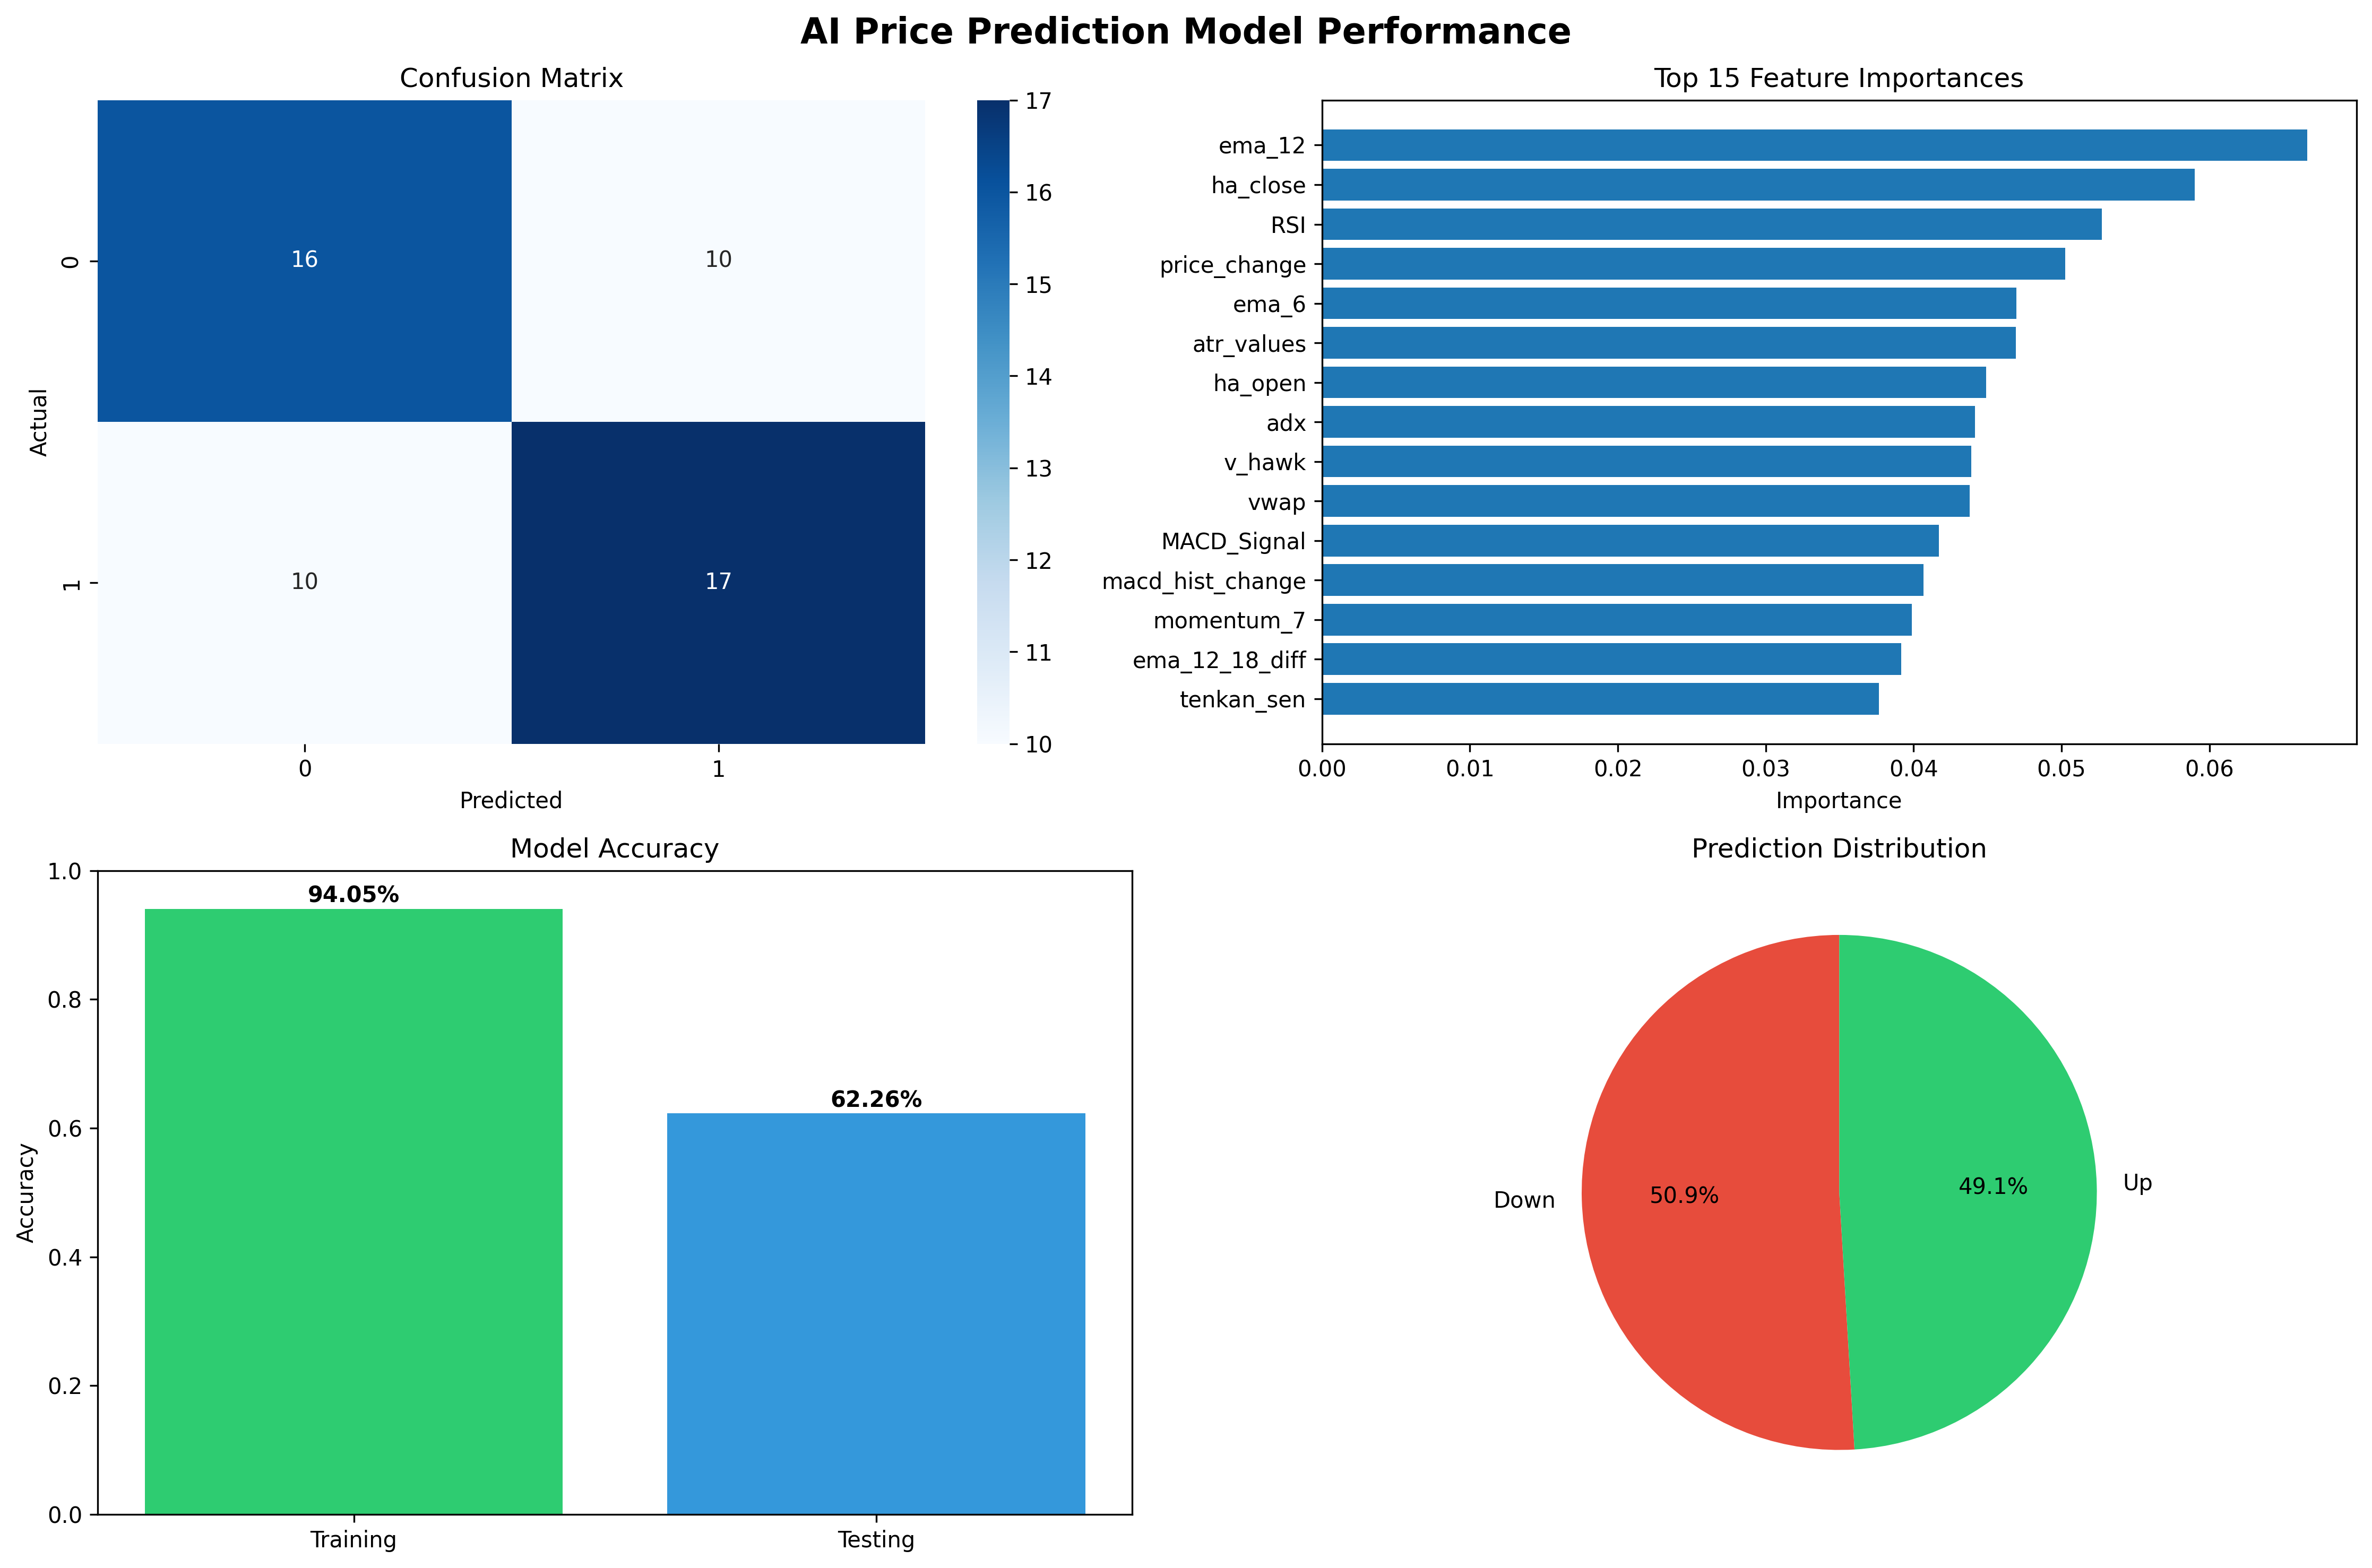 AI Price Prediction Model Performance
Confusion Matrix
17
16
15
14
13
12
11
10
0
1
Actual
16
10
10
17
0
1
Predicted
Top 15 Feature Importances
ema_12
ha_close
RSI
price_change
ema_6
atr_values
ha_open
adx
v_hawk
vwap
MACD_Signal
macd_hist_change
momentum_7
ema_12_18_diff
tenkan_sen
0.00 0.01 0.02 0.03 0.04 0.05 0.06
Importance
Model Accuracy
1.0
0.8
0.6
0.4
0.2
0.0
Accuracy
94.05%
62.26%
Training Testing
Prediction Distribution
Down
50.9%
49.1%
Up